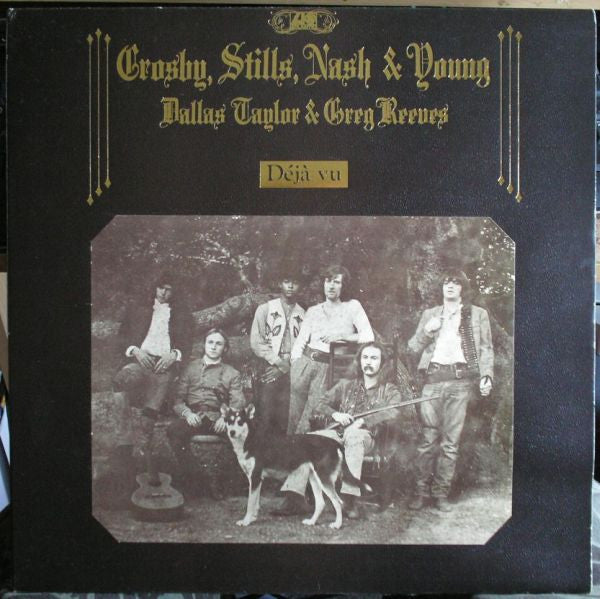 Crosby, Stills, Nash & Young
Dallas Taylor & Greg Reeves
Déjà vu